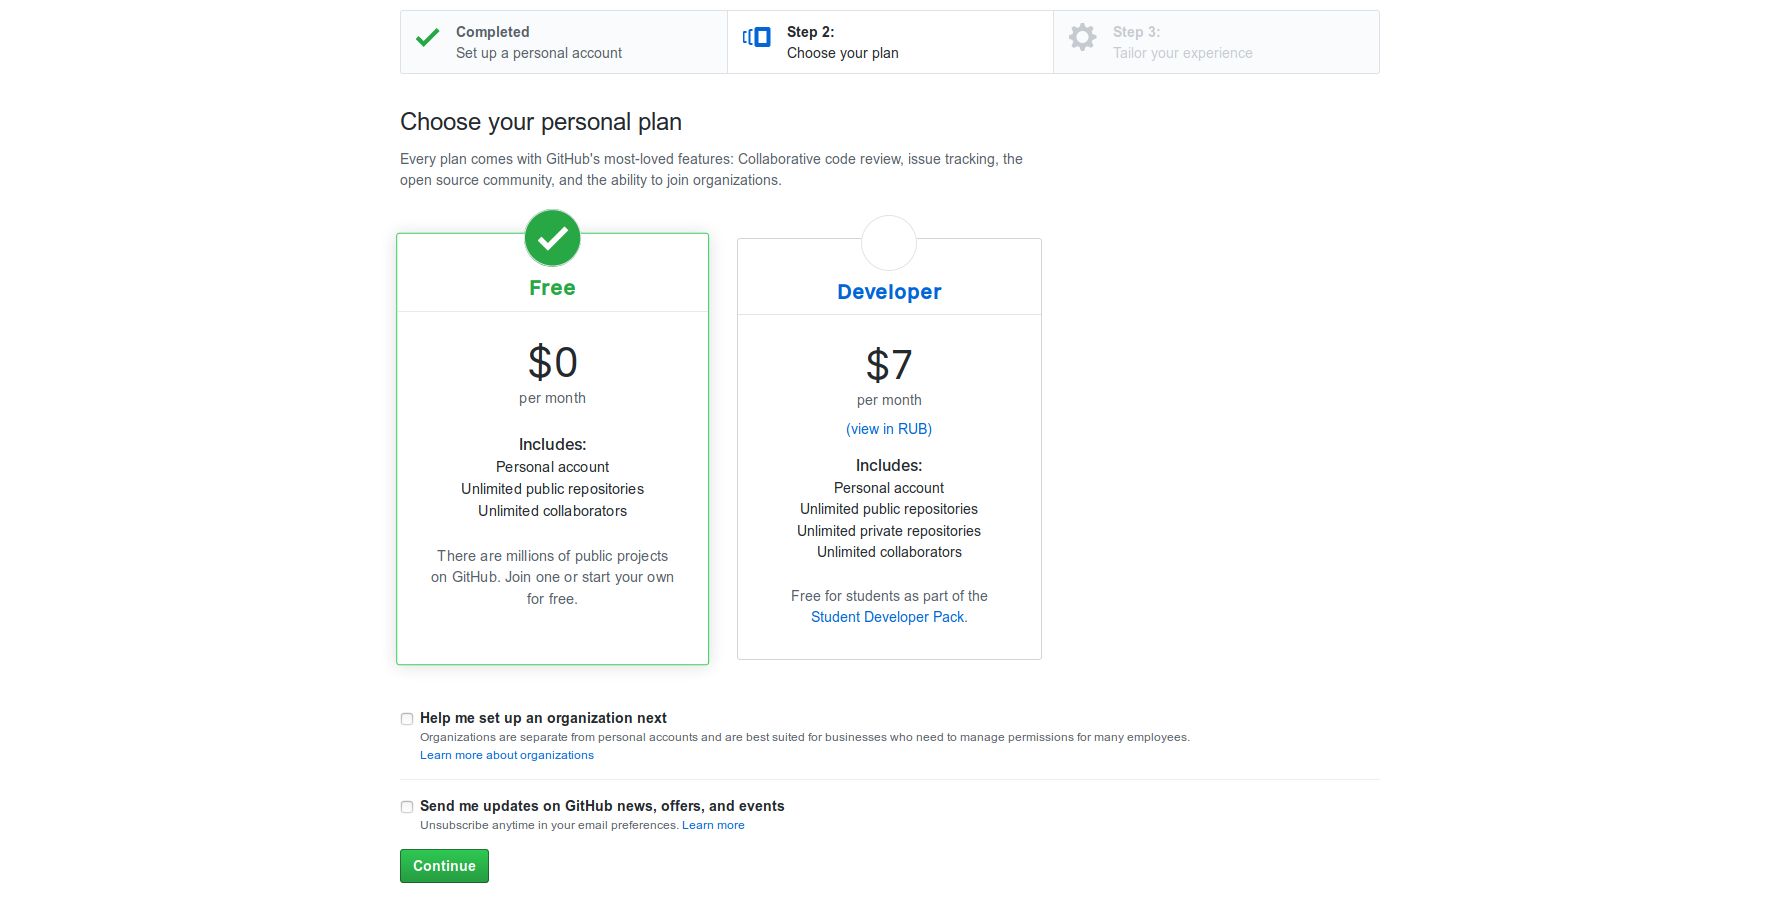 Completed
Set up a personal account
Step 2:
Choose your plan
Step 3:
Tailor your experience
Choose your personal plan
Every plan comes with GitHub's most-loved features: Collaborative code review, issue tracking, the
open source community, and the ability to join organizations.
Free
$0
per month
Includes:
Personal account
Unlimited public repositories
Unlimited collaborators
There are millions of public projects
on GitHub. Join one or start your own
for free.
Developer
$7
per month
(view in RUB)
Includes:
Personal account
Unlimited public repositories
Unlimited private repositories
Unlimited collaborators
Free for students as part of the
Student Developer Pack.
Help me set up an organization next
Organizations are separate from personal accounts and are best suited for businesses who need to manage permissions for many employees.
Learn more about organizations
Send me updates on GitHub news, offers, and events
Unsubscribe anytime in your email preferences. Learn more
Continue